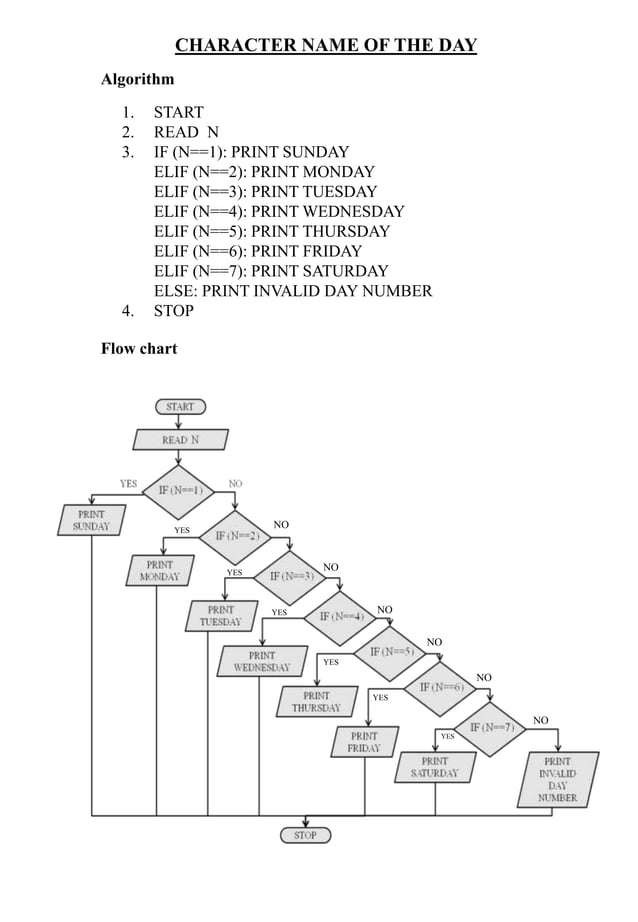 CHARACTER NAME OF THE DAY
Algorithm
1. START
2. READ N
3. IF (N==1): PRINT SUNDAY
ELIF (N==2): PRINT MONDAY
ELIF (N==3): PRINT TUESDAY
ELIF (N==4): PRINT WEDNESDAY
ELIF (N==5): PRINT THURSDAY
ELIF (N==6): PRINT FRIDAY
ELIF (N==7): PRINT SATURDAY
ELSE: PRINT INVALID DAY NUMBER
4. STOP
Flow chart
START
READ N
YES
IF (N==1)
NO
PRINT
SUNDAY
YES
IF (N==2)
NO
PRINT
MONDAY
YES
IF (N==3)
NO
PRINT
TUESDAY
YES
IF (N==4)
NO
PRINT
WEDNESDAY
YES
IF (N==5)
NO
PRINT
THURSDAY
YES
IF (N==6)
NO
PRINT
FRIDAY
YES
IF (N==7)
NO
PRINT
SATURDAY
PRINT
INVALID
DAY
NUMBER
STOP